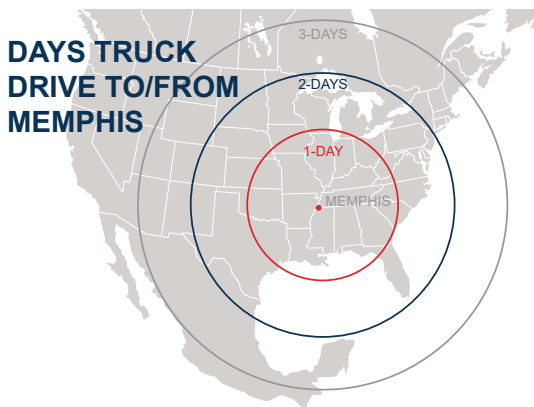 DAYS TRUCK
DRIVE TO/FROM
MEMPHIS
3-DAYS
2-DAYS
1-DAY
MEMPHIS